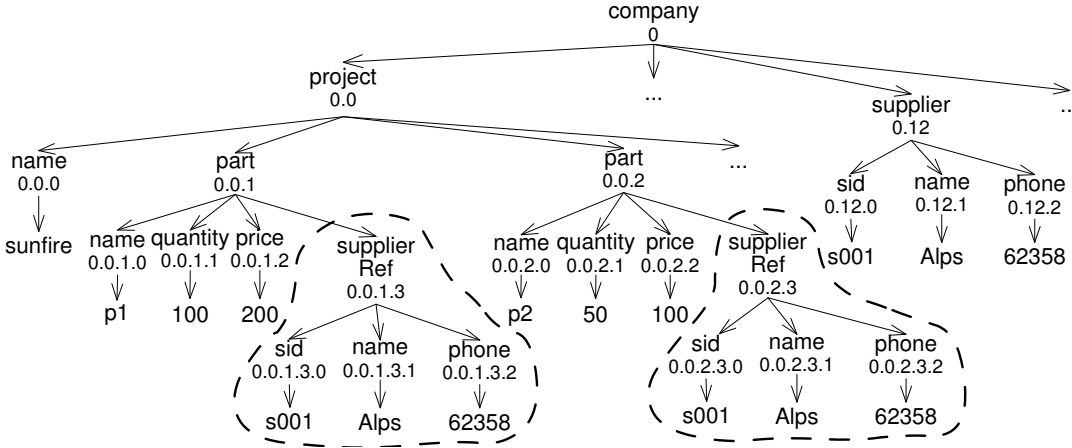 company
0
project
0.0
...
supplier
0.12
..
name
0.0.0
part
0.0.1
part
0.0.2
...
sid
0.12.0
name
0.12.1
phone
0.12.2
sunfire
name
0.0.1.0
quantity
0.0.1.1
price
0.0.1.2
supplier
Ref
0.0.1.3
name
0.0.2.0
quantity
0.0.2.1
price
0.0.2.2
supplier
Ref
0.0.2.3
s001
Alps
62358
p1
100
200
p2
50
100
sid
0.0.1.3.0
name
0.0.1.3.1
phone
0.0.1.3.2
sid
0.0.2.3.0
name
0.0.2.3.1
phone
0.0.2.3.2
s001
Alps
62358
s001
Alps
62358